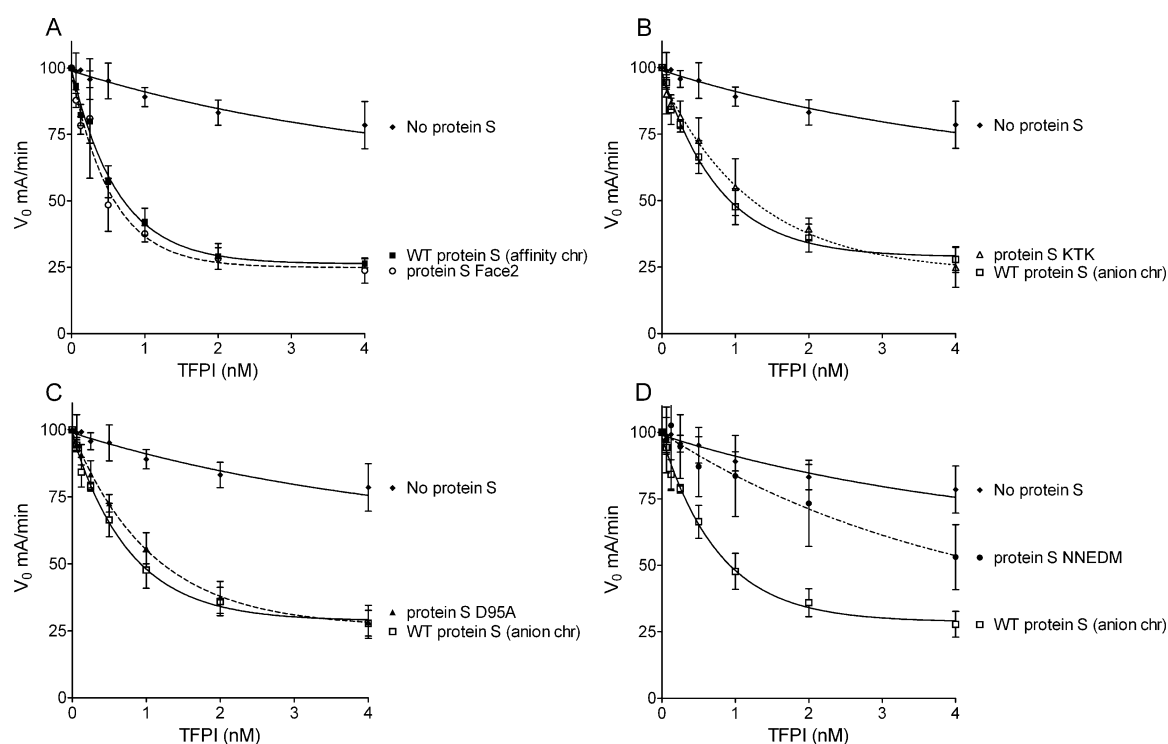 A
V0 mA/min
100
75
50
25
0
0 1 2 3 4
TFPI (nM)
No protein S
WT protein S (affinity chr)
protein S Face2
B
V0 mA/min
100
75
50
25
0
0 1 2 3 4
TFPI (nM)
No protein S
protein S KTK
WT protein S (anion chr)
C
V0 mA/min
100
75
50
25
0
0 1 2 3 4
TFPI (nM)
No protein S
protein S D95A
WT protein S (anion chr)
D
V0 mA/min
100
75
50
25
0
0 1 2 3 4
TFPI (nM)
No protein S
protein S NNEDM
WT protein S (anion chr)